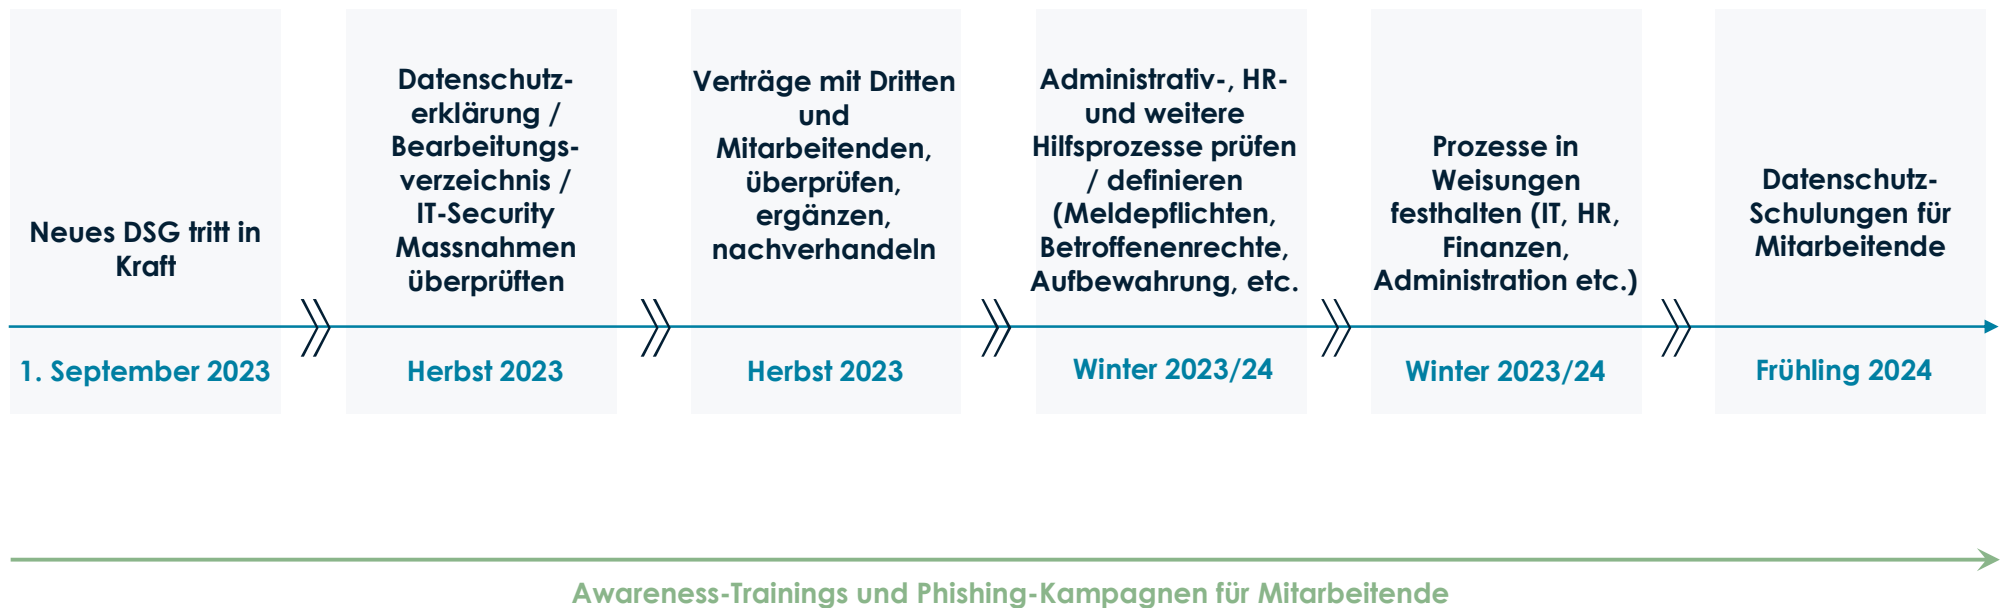 Neues DSG tritt in
Kraft
1. September 2023
Datenschutz-
erklärung /
Bearbeitungs-
verzeichnis /
IT-Security
Massnahmen
überprüften
Herbst 2023
Verträge mit Dritten
und
Mitarbeitenden,
überprüfen,
ergänzen,
nachverhandeln
Herbst 2023
Administrativ-, HR-
und weitere
Hilfsprozesse prüfen
/ definieren
(Meldepflichten,
Betroffenenrechte,
Aufbewahrung, etc.
Winter 2023/24
Prozesse in
Weisungen
festhalten (IT, HR,
Finanzen,
Administration etc.)
Winter 2023/24
Datenschutz-
Schulungen für
Mitarbeitende
Frühling 2024
Awareness-Trainings und Phishing-Kampagnen für Mitarbeitende